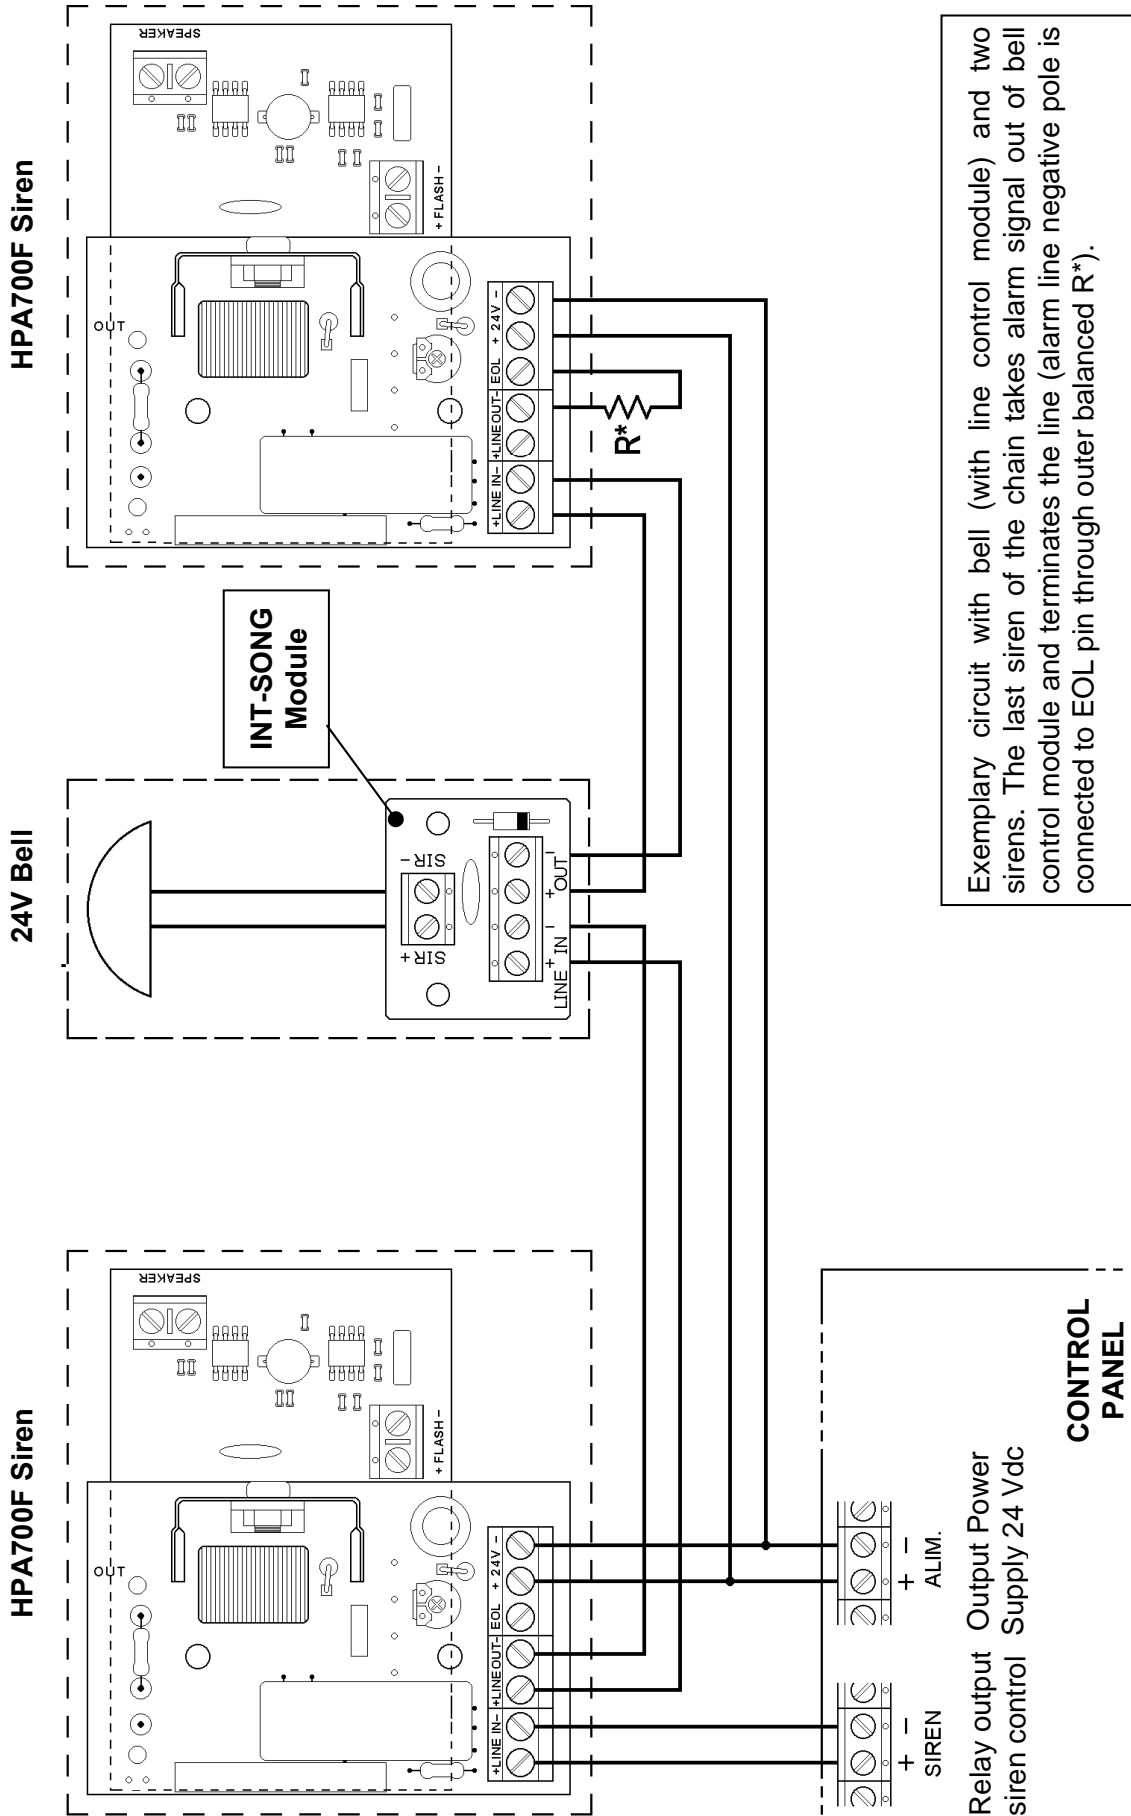 HPA700F Siren
24V Bell
HPA700F Siren
OUT
SPEAKER
+ FLASH -
+LINE IN-
+LINE OUT-
EOL
+ 24V -
SIR+
SIR-
LINE
+ -
IN
+ -
OUT
INT-SONG
Module
OUT
SPEAKER
+ FLASH -
+LINE IN-
+LINE OUT-
EOL
+ 24V -
R*
+ -
SIREN
+ -
ALIM.
Relay output
siren control
Output Power
Supply 24 Vdc
CONTROL
PANEL
Exemplary circuit with bell (with line control module) and two
sirens. The last siren of the chain takes alarm signal out of bell
control module and terminates the line (alarm line negative pole is
connected to EOL pin through outer balanced R*).